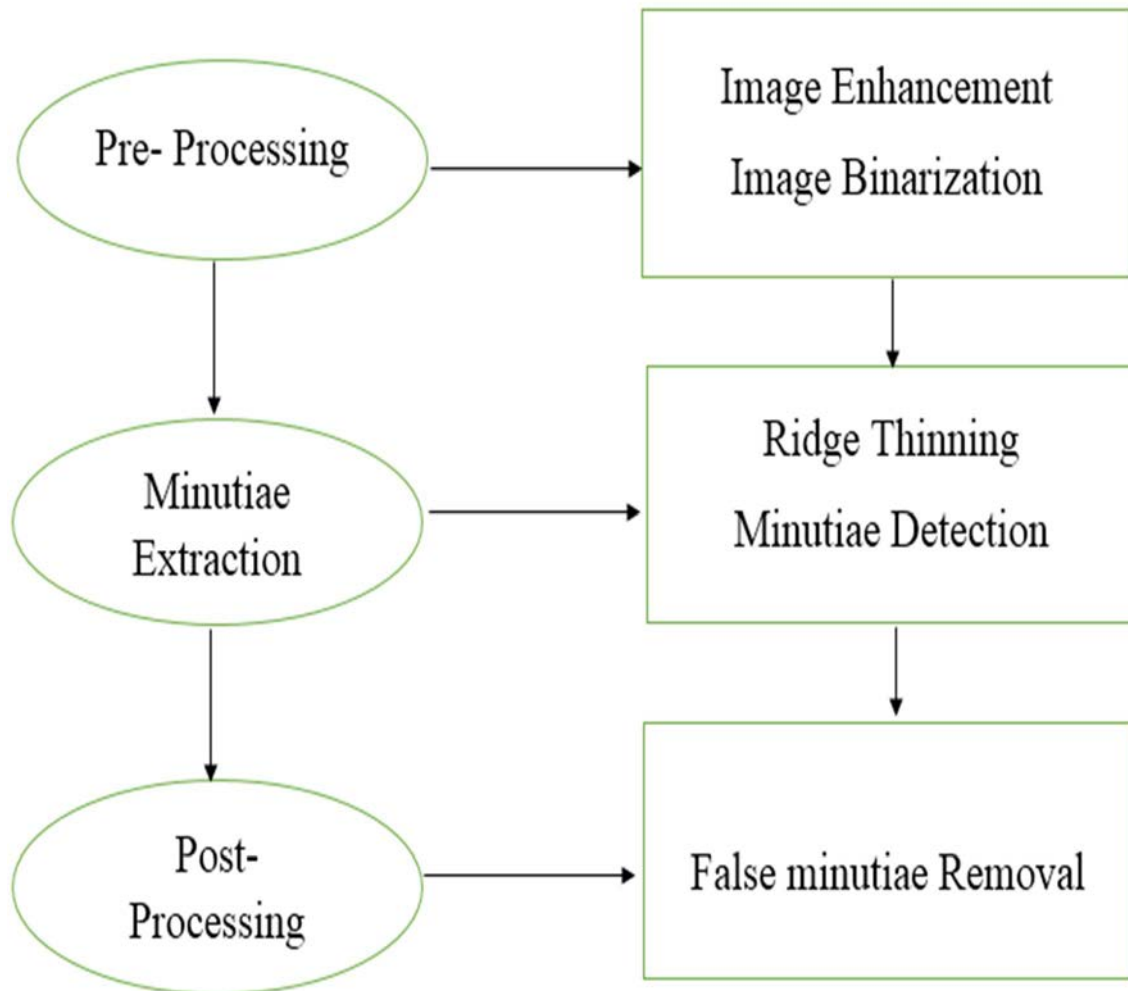 Pre- Processing
Image Enhancement
Image Binarization
Minutiae
Extraction
Ridge Thinning
Minutiae Detection
Post-
Processing
False minutiae Removal